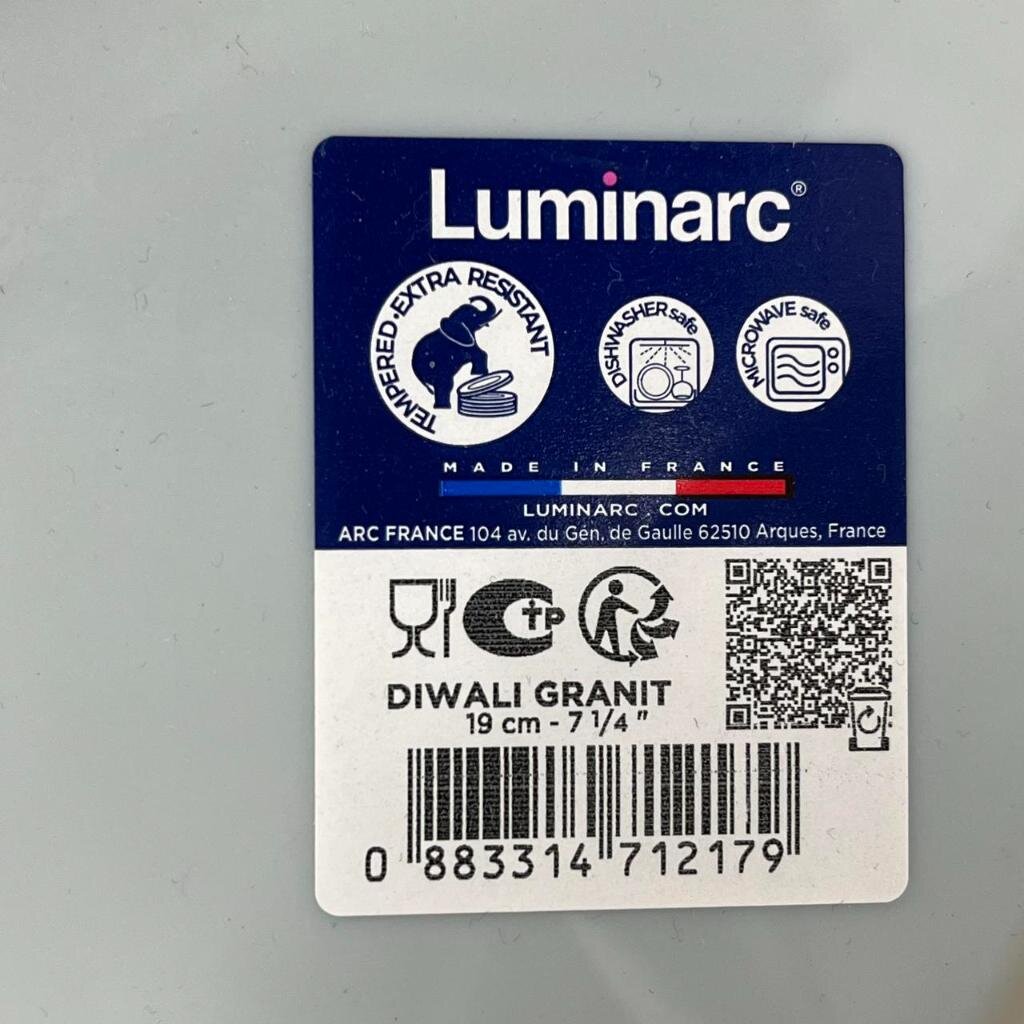 Luminarc®
TEMPERED•EXTRA RESISTANT
DISHWASHER safe
MICROWAVE safe
MADE IN FRANCE
LUMINARC.COM
ARC FRANCE 104 av. du Gén. de Gaulle 62510 Arques, France
DIWALI GRANIT
19 cm - 7 1/4 "
0 883314 712179